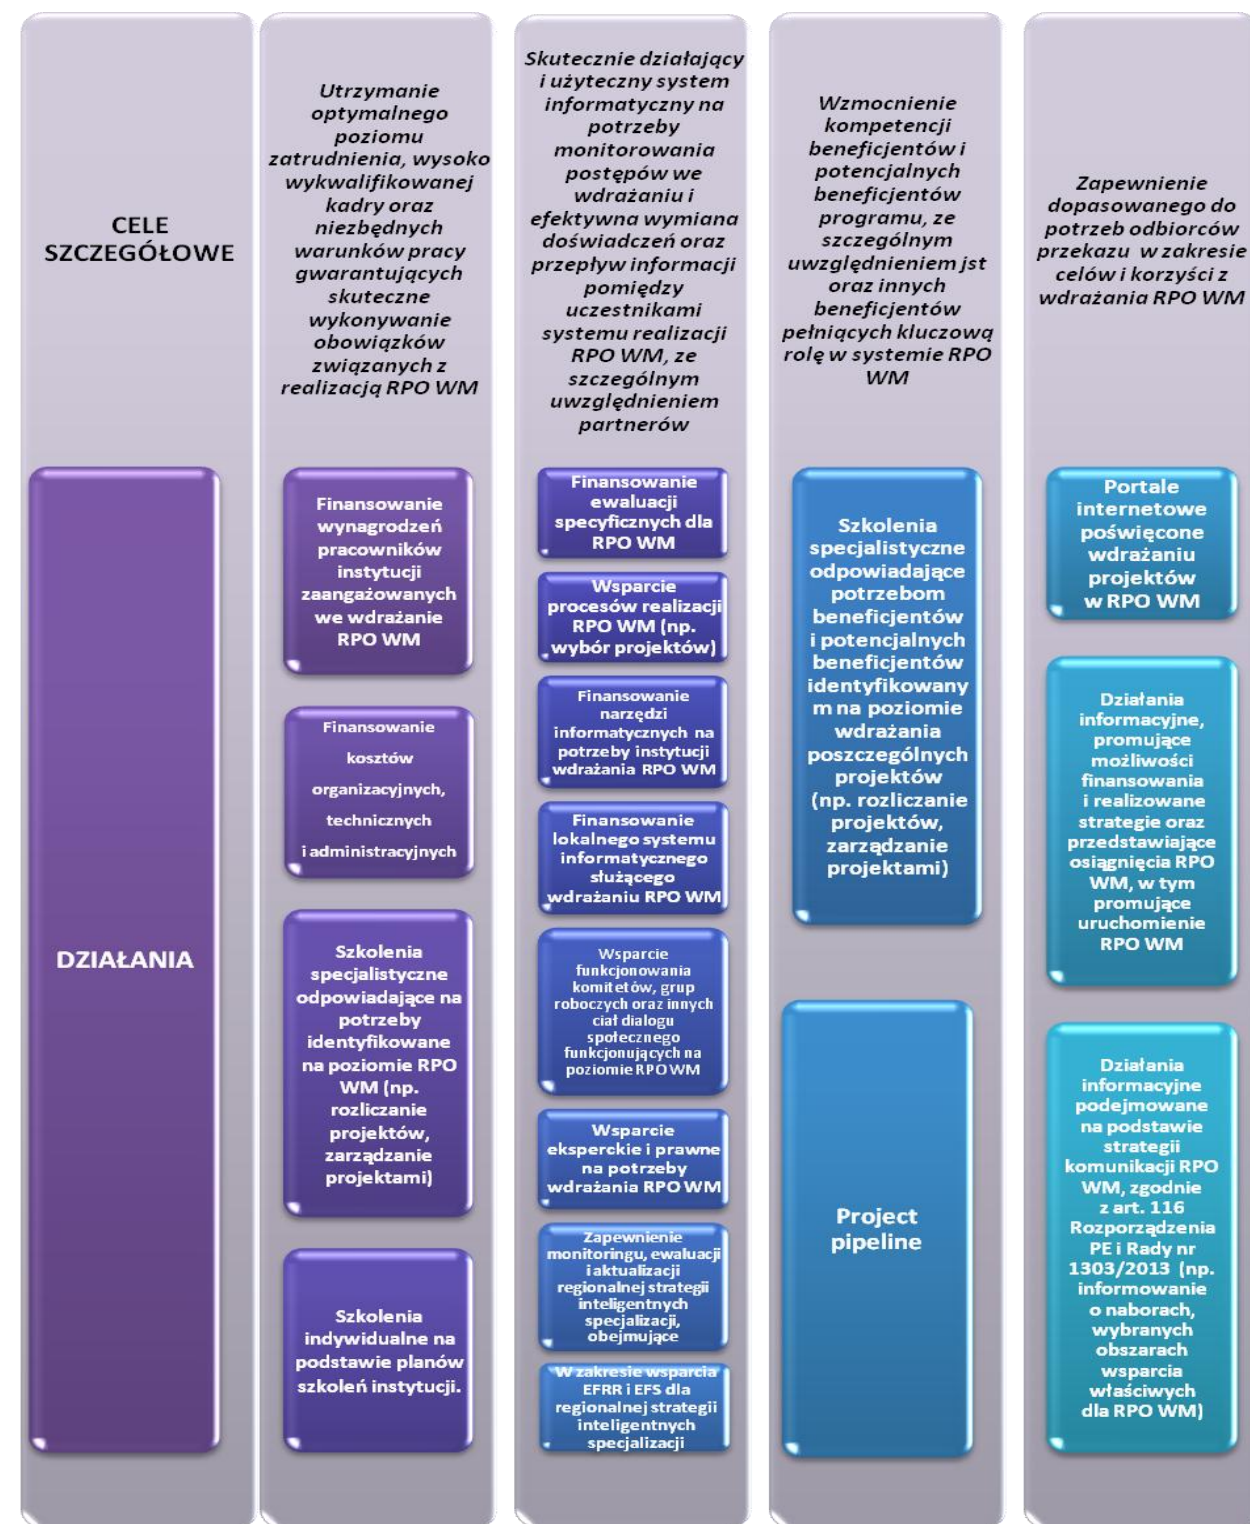 CELE
SZCZEGÓŁOWE
DZIAŁANIA
Utrzymanie
optymalnego
poziomu
zatrudnienia, wysoko
wykwalifikowanej
kadry oraz
niezbędnych
warunków pracy
gwarantujących
skuteczne
wykonywanie
obowiązków
związanych z
realizacją RPO WM
Finansowanie
wynagrodzeń
pracowników
instytucji
zaangażowanych
we wdrażanie
RPO WM
Finansowanie
kosztów
organizacyjnych,
technicznych
i administracyjnych
Szkolenia
specjalistyczne
odpowiadające na
potrzeby
identyfikowane
na poziomie RPO
WM (np.
rozliczanie
projektów,
zarządzanie
projektami)
Szkolenia
indywidualne na
podstawie planów
szkoleń instytucji.
Skutecznie działający
i użyteczny system
informatyczny na
potrzeby
monitorowania
postępów we
wdrażaniu i
efektywna wymiana
doświadczeń oraz
przepływ informacji
pomiędzy
uczestnikami
systemu realizacji
RPO WM, ze
szczególnym
uwzględnieniem
partnerów
Finansowanie
ewaluacji
specyficznych dla
RPO WM
Wsparcie
procesów realizacji
RPO WM (np.
wybór projektów)
Finansowanie
narzędzi
informatycznych na
potrzeby instytucji
wdrażania RPO WM
Finansowanie
lokalnego systemu
informatycznego
służącego
wdrażaniu RPO WM
Wsparcie
funkcjonowania
komitetów, grup
roboczych oraz innych
ciał dialogu
społecznego
funkcjonujących na
poziomie RPO WM
Wsparcie
eksperckie i prawne
na potrzeby
wdrażania RPO WM
Zapewnienie
monitoringu, ewaluacji
i aktualizacji
regionalnej strategii
inteligentnych
specjalizacji,
obejmujące
W zakresie wsparcia
EFRR i EFS dla
regionalnej strategii
inteligentnych
specjalizacji
Wzmocnienie
kompetencji
beneficjentów i
potencjalnych
beneficjentów
programu, ze
szczególnym
uwzględnieniem jst
oraz innych
beneficjentów
pełniących kluczową
rolę w systemie RPO
WM
Szkolenia
specjalistyczne
odpowiadające
potrzebom
beneficjentów
i potencjalnych
beneficjentów
identyfikowany
m na poziomie
wdrażania
poszczególnych
projektów
(np. rozliczanie
projektów,
zarządzanie
projektami)
Project
pipeline
Zapewnienie
dopasowanego do
potrzeb odbiorców
przekazu w zakresie
celów i korzyści z
wdrażania RPO WM
Portale
internetowe
poświęcone
wdrażaniu
projektów
w RPO WM
Działania
informacyjne,
promujące
możliwości
finansowania
i realizowane
strategie oraz
przedstawiające
osiągnięcia RPO
WM, w tym
promujące
uruchomienie
RPO WM
Działania
informacyjne
podejmowane
na podstawie
strategii
komunikacji RPO
WM, zgodnie
z art. 116
Rozporządzenia
PE i Rady nr
1303/2013 (np.
informowanie
o naborach,
wybranych
obszarach
wsparcia
właściwych
dla RPO WM)